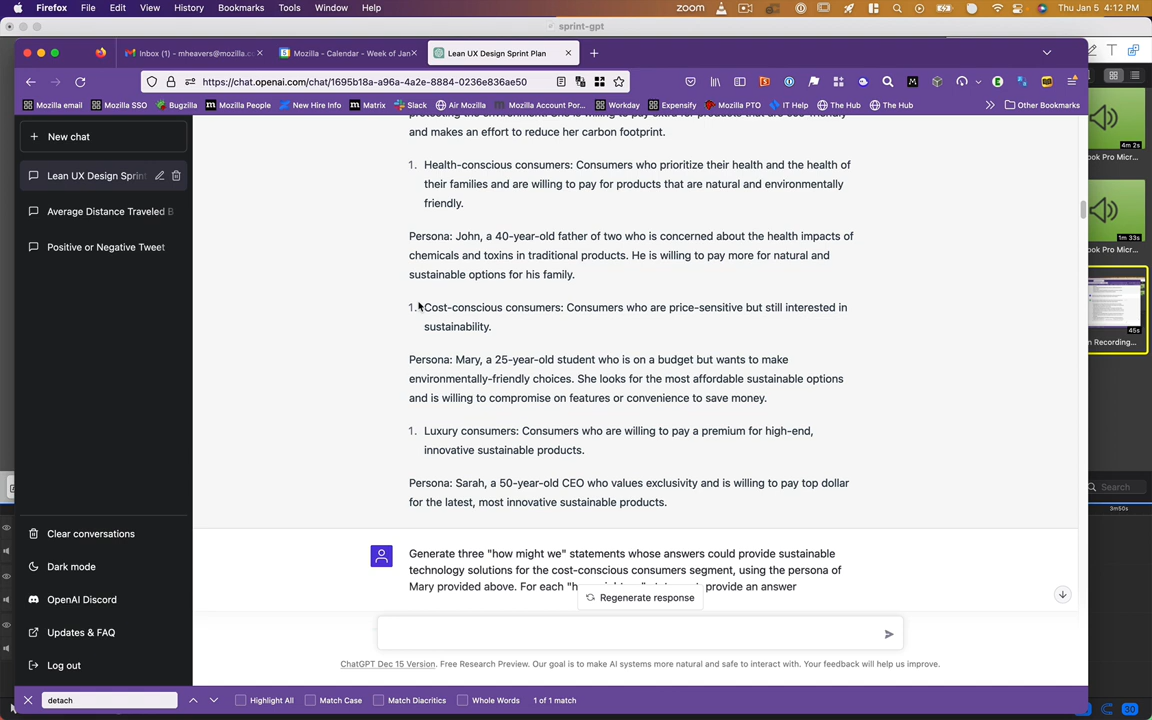 Firefox File Edit View History Bookmarks Tools Window Help zoom Thu Jan 5 4:12 PM
sprint-gpt
Inbox (1) - mheavers@mozilla.c
Mozilla - Calendar - Week of Jan
Lean UX Design Sprint Plan
https://chat.openai.com/chat/1695b18a-a96a-4a2e-8884-0236e836ae50
Mozilla email Mozilla SSO Bugzilla Mozilla People New Hire Info Matrix Slack Air Mozilla Mozilla Account Por... Workday Expensify Mozilla PTO IT Help The Hub The Hub Other Bookmarks
New chat
Lean UX Design Sprint
Average Distance Traveled B
Positive or Negative Tweet
Clear conversations
Dark mode
OpenAI Discord
Updates & FAQ
Log out
and makes an effort to reduce her carbon footprint.
1. Health-conscious consumers: Consumers who prioritize their health and the health of
their families and are willing to pay for products that are natural and environmentally
friendly.
Persona: John, a 40-year-old father of two who is concerned about the health impacts of
chemicals and toxins in traditional products. He is willing to pay more for natural and
sustainable options for his family.
1. Cost-conscious consumers: Consumers who are price-sensitive but still interested in
sustainability.
Persona: Mary, a 25-year-old student who is on a budget but wants to make
environmentally-friendly choices. She looks for the most affordable sustainable options
and is willing to compromise on features or convenience to save money.
1. Luxury consumers: Consumers who are willing to pay a premium for high-end,
innovative sustainable products.
Persona: Sarah, a 50-year-old CEO who values exclusivity and is willing to pay top dollar
for the latest, most innovative sustainable products.
Generate three "how might we" statements whose answers could provide sustainable
technology solutions for the cost-conscious consumers segment, using the persona of
Mary provided above. For each provide an answer
Regenerate response
ChatGPT Dec 15 Version. Free Research Preview. Our goal is to make AI systems more natural and safe to interact with. Your feedback will help us improve.
detach Highlight All Match Case Match Diacritics Whole Words 1 of 1 match
4m 2s
ook Pro Micr...
1m 33s
ook Pro Micr...
45s
n Recording...
Search
3m50s
30